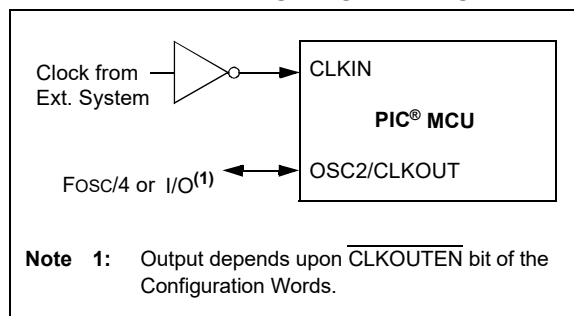 Clock from
Ext. System
CLKIN
PIC® MCU
FOSC/4 or I/O(1)
OSC2/CLKOUT
Note 1: Output depends upon CLKOUTEN bit of the
Configuration Words.